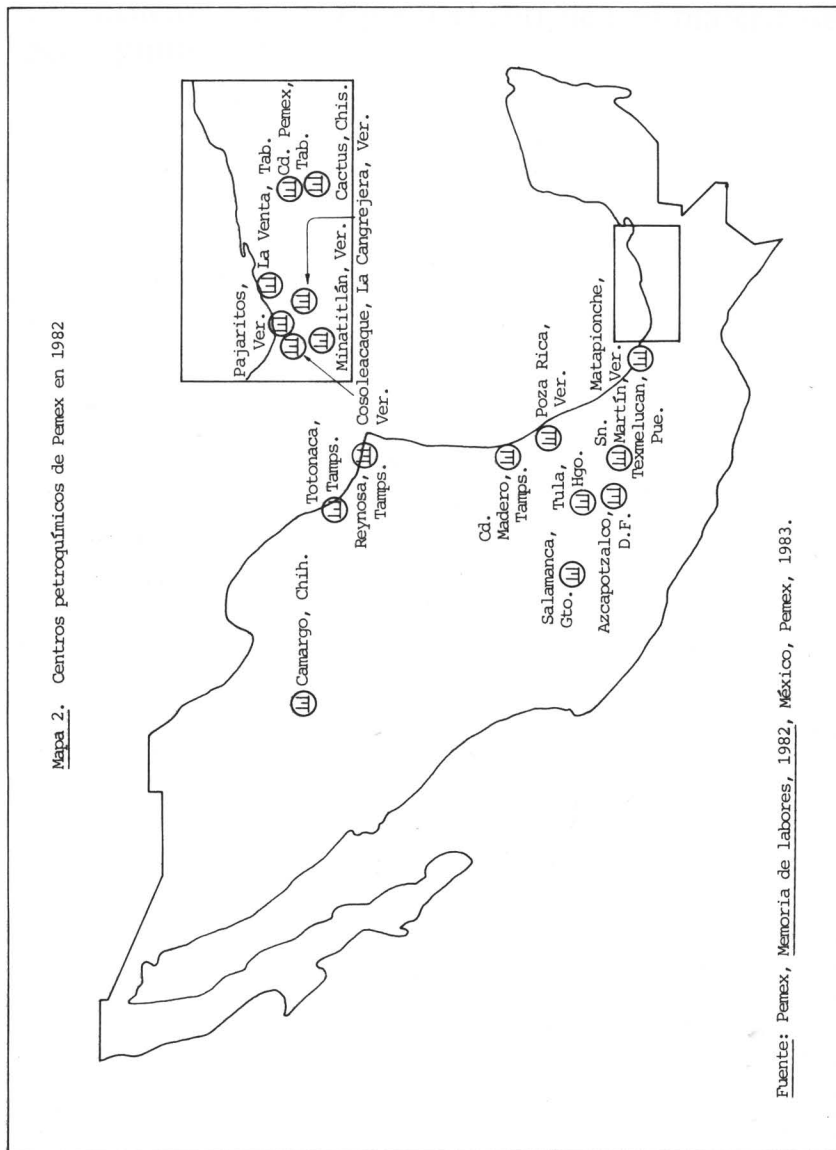 Mapa 2. Centros petroquímicos de Pemex en 1982
Pajaritos,
Ver.
La Venta, Tab.
Cd. Pemex,
Tab.
Cactus, Chis.
Minatitlán, Ver.
Cosoleacaque, La Cangrejera, Ver.
Ver.
Totonaca,
Tamps.
Reynosa,
Tamps.
Camargo, Chih.
Cd.
Madero,
Tamps.
Poza Rica,
Ver.
Matapionche,
Ver.
Salamanca,
Gto.
Tula,
Hgo.
Azcapotzalco,
D.F.
Sn.
Martín,
Texmelucan,
Pue.
Fuente: Pemex, Memoria de labores, 1982, México, Pemex, 1983.